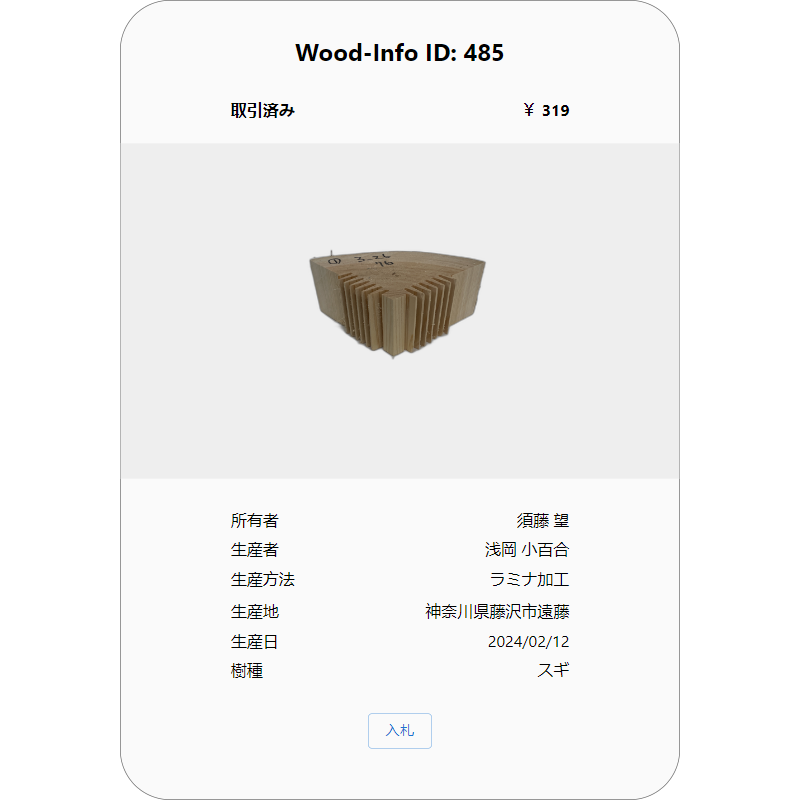 Wood-Info ID: 485
取引済み ￥ 319
① 3-26
76
所有者 須藤 望
生産者 浅岡 小百合
生産方法 ラミナ加工
生産地 神奈川県藤沢市遠藤
生産日 2024/02/12
樹種 スギ
入札